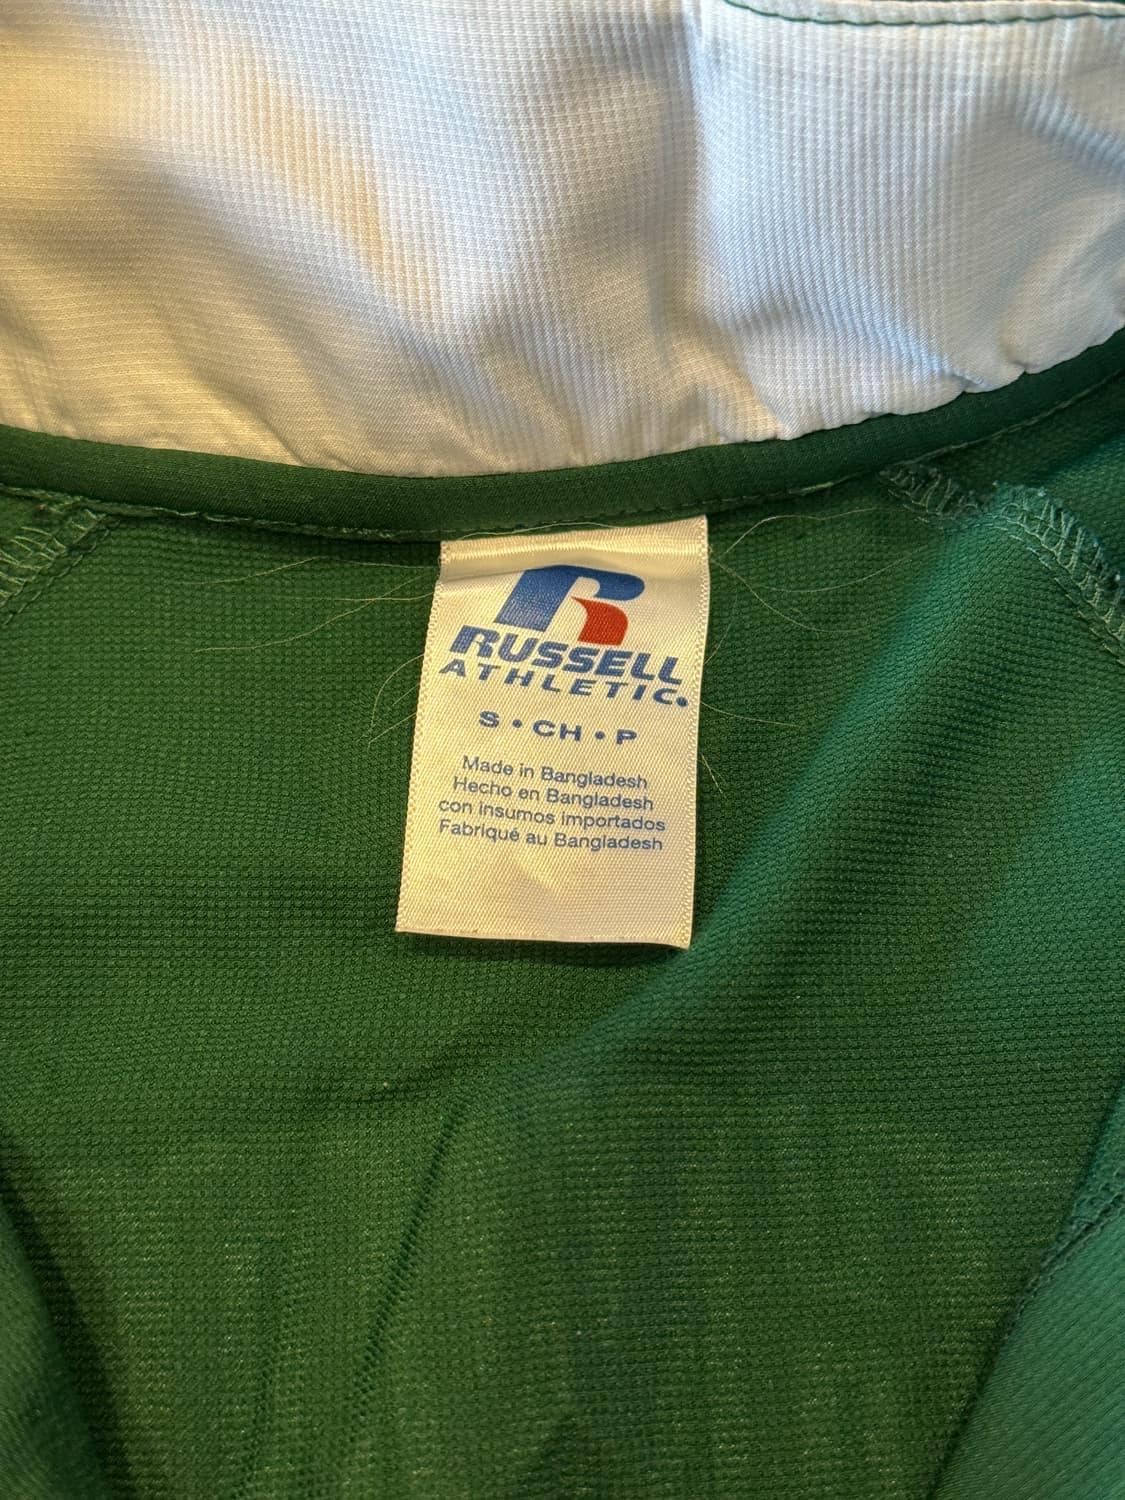 RUSSELL
ATHLETIC.
S • CH • P
Made in Bangladesh
Hecho en Bangladesh
con insumos importados
Fabriqué au Bangladesh